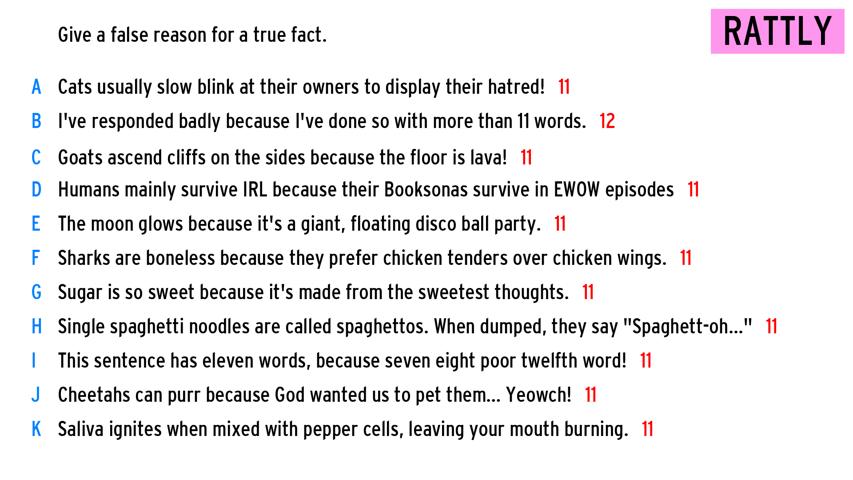 Give a false reason for a true fact.
RATTLY
A Cats usually slow blink at their owners to display their hatred! 11
B I've responded badly because I've done so with more than 11 words. 12
C Goats ascend cliffs on the sides because the floor is lava! 11
D Humans mainly survive IRL because their Booksonas survive in EWOW episodes 11
E The moon glows because it's a giant, floating disco ball party. 11
F Sharks are boneless because they prefer chicken tenders over chicken wings. 11
G Sugar is so sweet because it's made from the sweetest thoughts. 11
H Single spaghetti noodles are called spaghettos. When dumped, they say "Spaghett-oh..." 11
I This sentence has eleven words, because seven eight poor twelfth word! 11
J Cheetahs can purr because God wanted us to pet them... Yeowch! 11
K Saliva ignites when mixed with pepper cells, leaving your mouth burning. 11